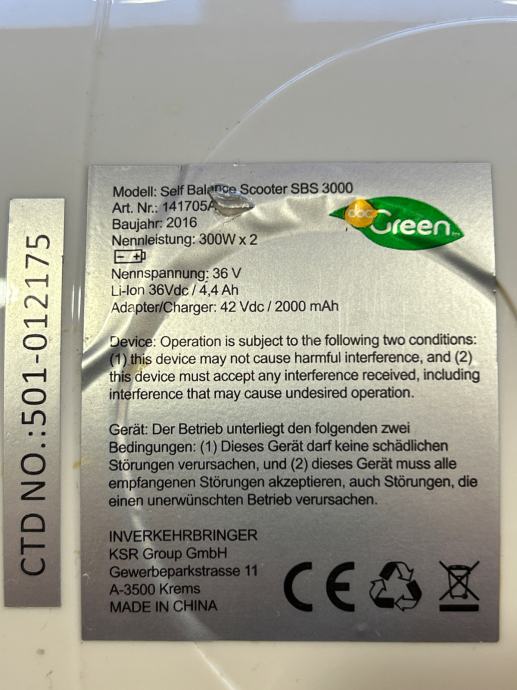 Modell: Self Balance Scooter SBS 3000
Art. Nr.: 141705A
Baujahr: 2016
Nennleistung: 300W x 2
Nennspannung: 36 V
Li-Ion 36Vdc / 4,4 Ah
Adapter/Charger: 42 Vdc / 2000 mAh
doc Green
Device: Operation is subject to the following two conditions:
(1) this device may not cause harmful interference, and (2)
this device must accept any interference received, including
interference that may cause undesired operation.
Gerät: Der Betrieb unterliegt den folgenden zwei
Bedingungen: (1) Dieses Gerät darf keine schädlichen
Störungen verursachen, und (2) dieses Gerät muss alle
empfangenen Störungen akzeptieren, auch Störungen, die
einen unerwünschten Betrieb verursachen.
INVERKEHRBRINGER
KSR Group GmbH
Gewerbeparkstrasse 11
A-3500 Krems
MADE IN CHINA
CE
CTD NO.:501-012175